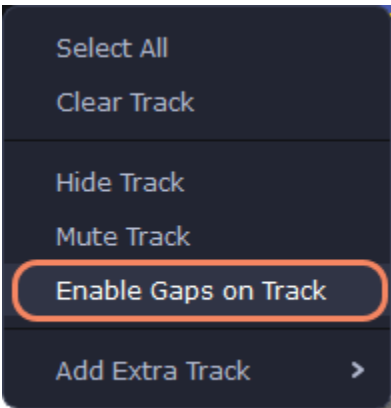 Select All
Clear Track
Hide Track
Mute Track
Enable Gaps on Track
Add Extra Track >